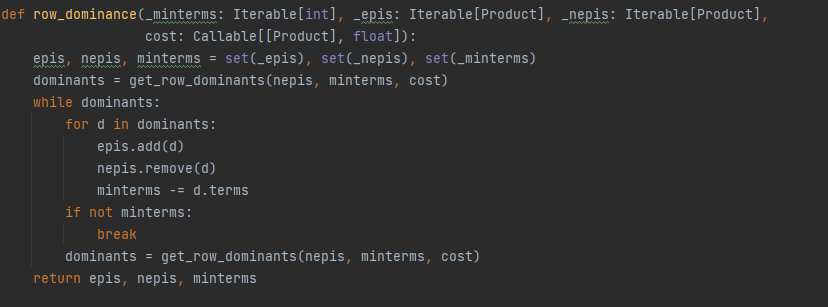 def row_dominance(_minterms: Iterable[int], _epis: Iterable[Product], _nepis: Iterable[Product],
                  cost: Callable[[Product], float]):
    epis, nepis, minterms = set(_epis), set(_nepis), set(_minterms)
    dominants = get_row_dominants(nepis, minterms, cost)
    while dominants:
        for d in dominants:
            epis.add(d)
            nepis.remove(d)
            minterms -= d.terms
        if not minterms:
            break
        dominants = get_row_dominants(nepis, minterms, cost)
    return epis, nepis, minterms